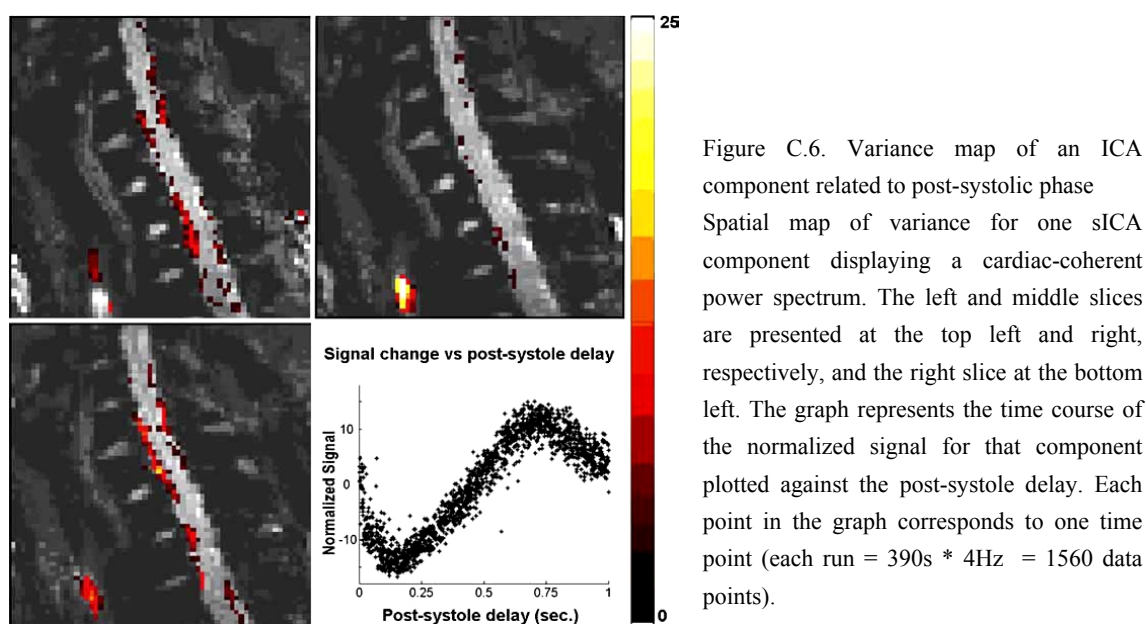 25
Signal change vs post-systole delay
Normalized Signal
10
0
-10
0
0.25
0.5
0.75
1
Post-systole delay (sec.)
0
Figure C.6. Variance map of an ICA
component related to post-systolic phase
Spatial map of variance for one sICA
component displaying a cardiac-coherent
power spectrum. The left and middle slices
are presented at the top left and right,
respectively, and the right slice at the bottom
left. The graph represents the time course of
the normalized signal for that component
plotted against the post-systole delay. Each
point in the graph corresponds to one time
point (each run = 390s * 4Hz = 1560 data
points).